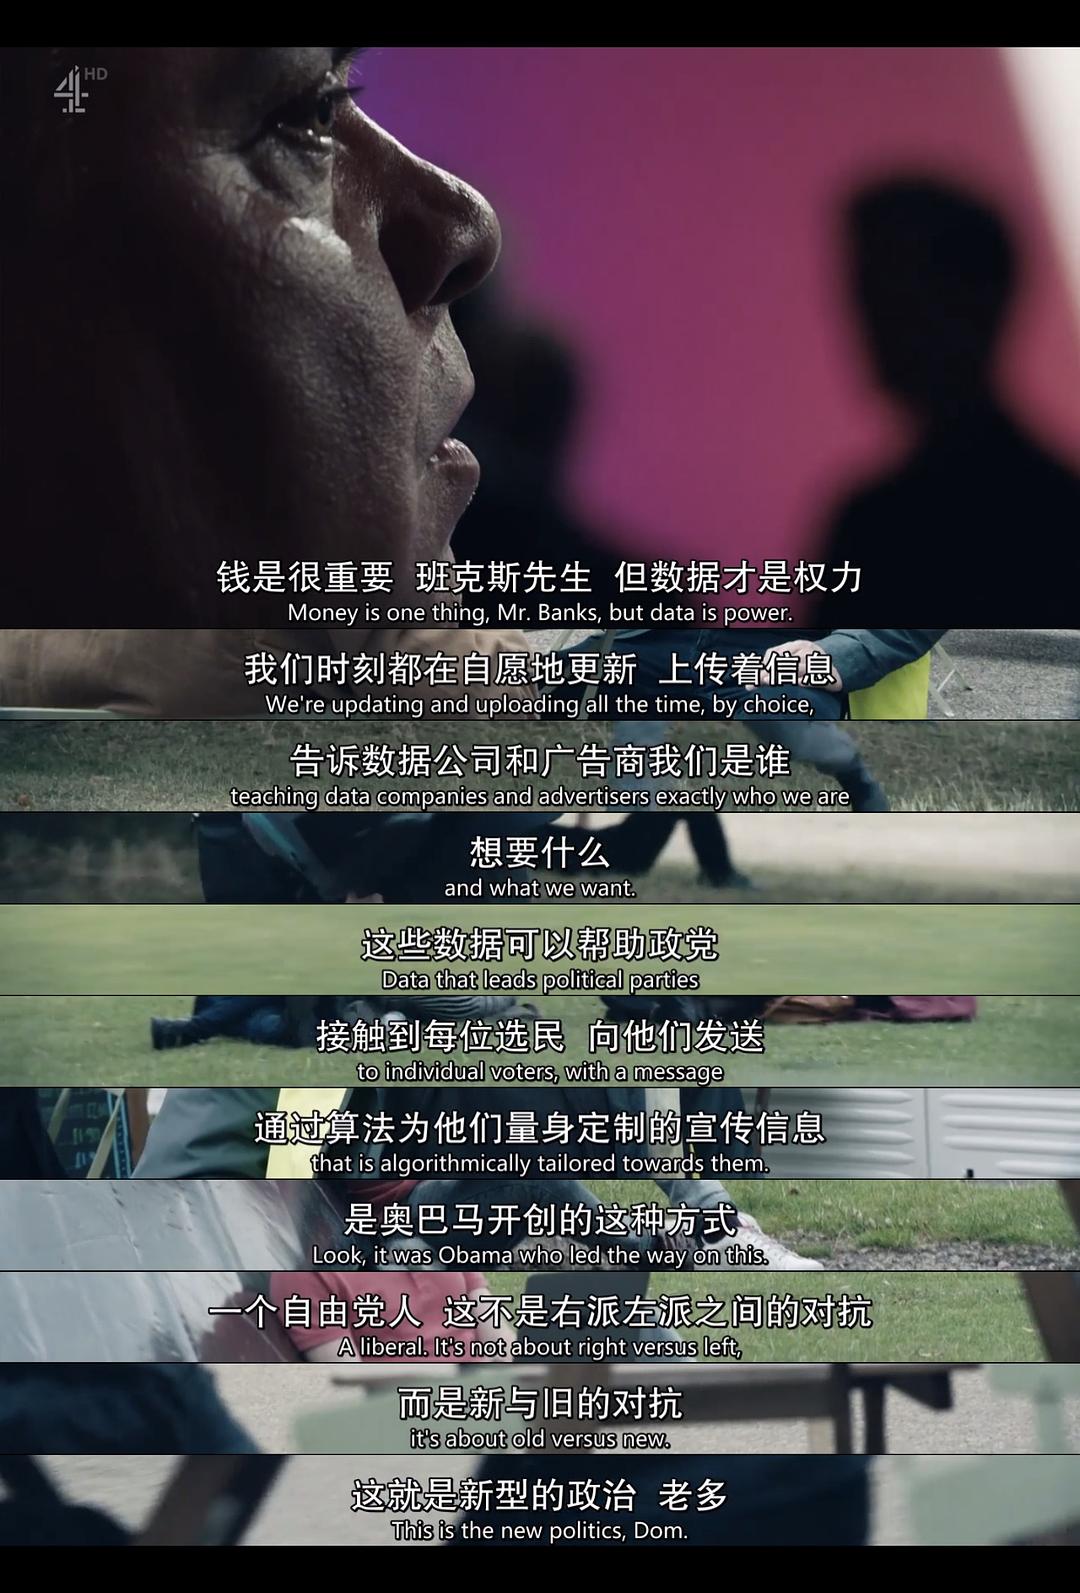 4 HD
钱是很重要 班克斯先生 但数据才是权力
Money is one thing, Mr. Banks, but data is power.
我们时刻都在自愿地更新 上传着信息
We're updating and uploading all the time, by choice,
告诉数据公司和广告商我们是谁
teaching data companies and advertisers exactly who we are
想要什么
and what we want.
这些数据可以帮助政党
Data that leads political parties
接触到每位选民 向他们发送
to individual voters, with a message
通过算法为他们量身定制的宣传信息
that is algorithmically tailored towards them.
是奥巴马开创的这种方式
Look, it was Obama who led the way on this.
一个自由党人 这不是右派左派之间的对抗
A liberal. It's not about right versus left,
而是新与旧的对抗
it's about old versus new.
这就是新型的政治 老多
This is the new politics, Dom.